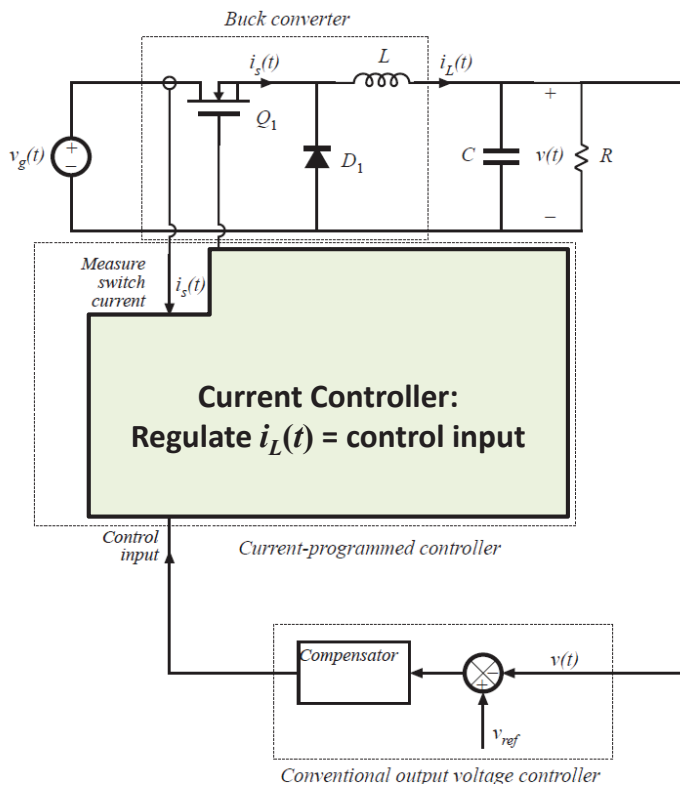 Buck converter
i_s(t)
L
i_L(t)
+
Q_1
v_g(t)
+
−
D_1
C
v(t)
R
−
Measure
switch
current
i_s(t)
Current Controller:
Regulate i_L(t) = control input
Control
input
Current-programmed controller
Compensator
−
+
v(t)
v_ref
Conventional output voltage controller